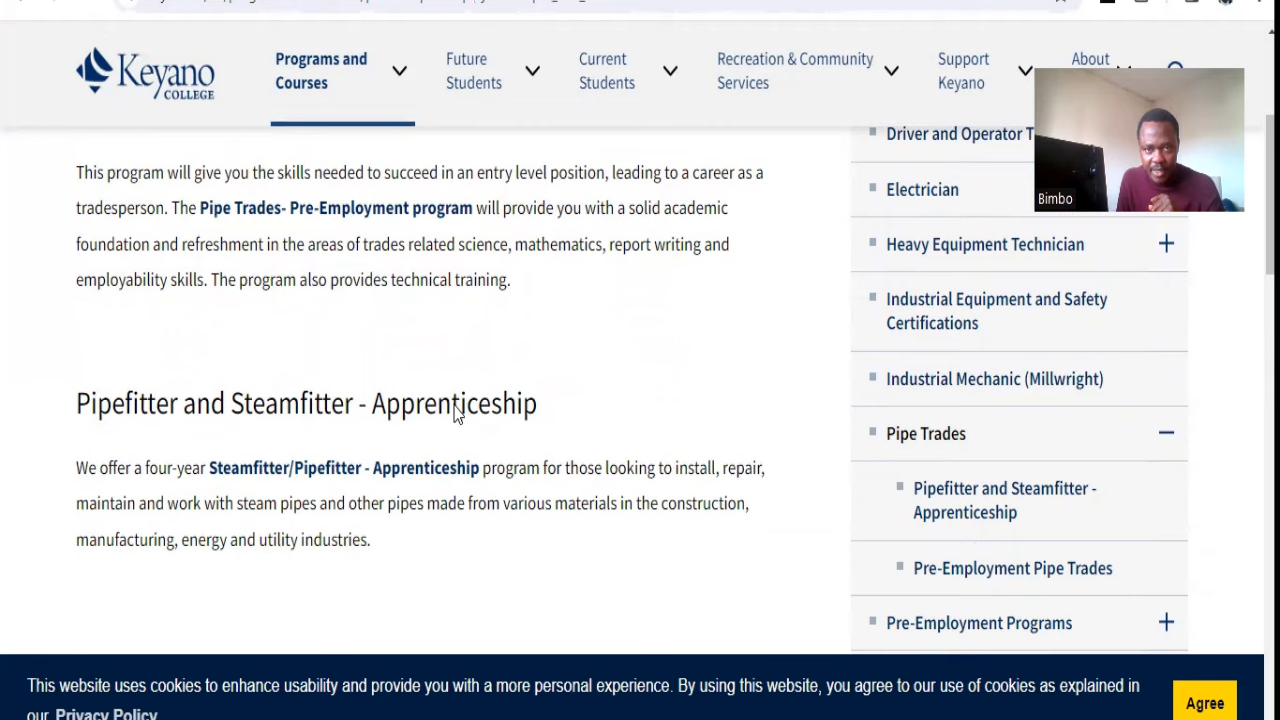 Keyano
COLLEGE
Programs and
Courses
Future
Students
Current
Students
Recreation & Community
Services
Support
Keyano
About
Bimbo
This program will give you the skills needed to succeed in an entry level position, leading to a career as a
tradesperson. The Pipe Trades- Pre-Employment program will provide you with a solid academic
foundation and refreshment in the areas of trades related science, mathematics, report writing and
employability skills. The program also provides technical training.
Pipefitter and Steamfitter - Apprenticeship
We offer a four-year Steamfitter/Pipefitter - Apprenticeship program for those looking to install, repair,
maintain and work with steam pipes and other pipes made from various materials in the construction,
manufacturing, energy and utility industries.
Driver and Operator
Electrician
Heavy Equipment Technician
Industrial Equipment and Safety
Certifications
Industrial Mechanic (Millwright)
Pipe Trades
Pipefitter and Steamfitter -
Apprenticeship
Pre-Employment Pipe Trades
Pre-Employment Programs
This website uses cookies to enhance usability and provide you with a more personal experience. By using this website, you agree to our use of cookies as explained in
our Privacy Policy
Agree